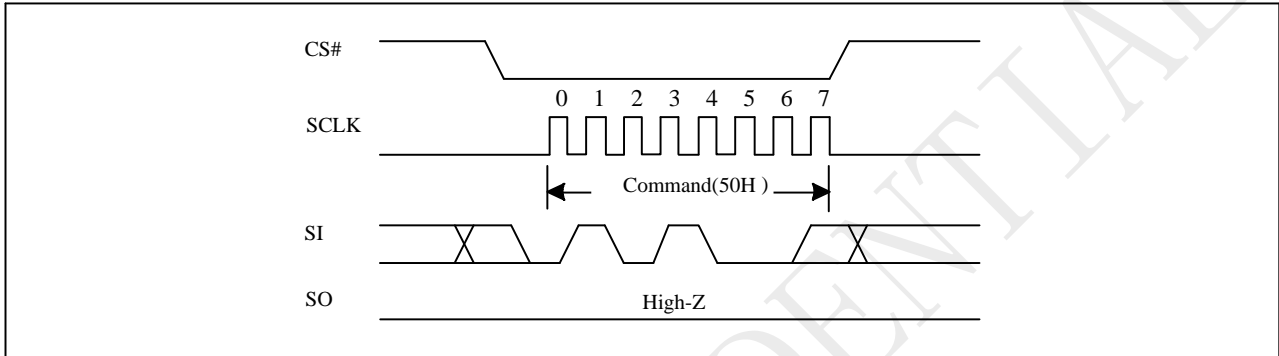 CS#
0 1 2 3 4 5 6 7
SCLK
Command(50H )
SI
SO
High-Z